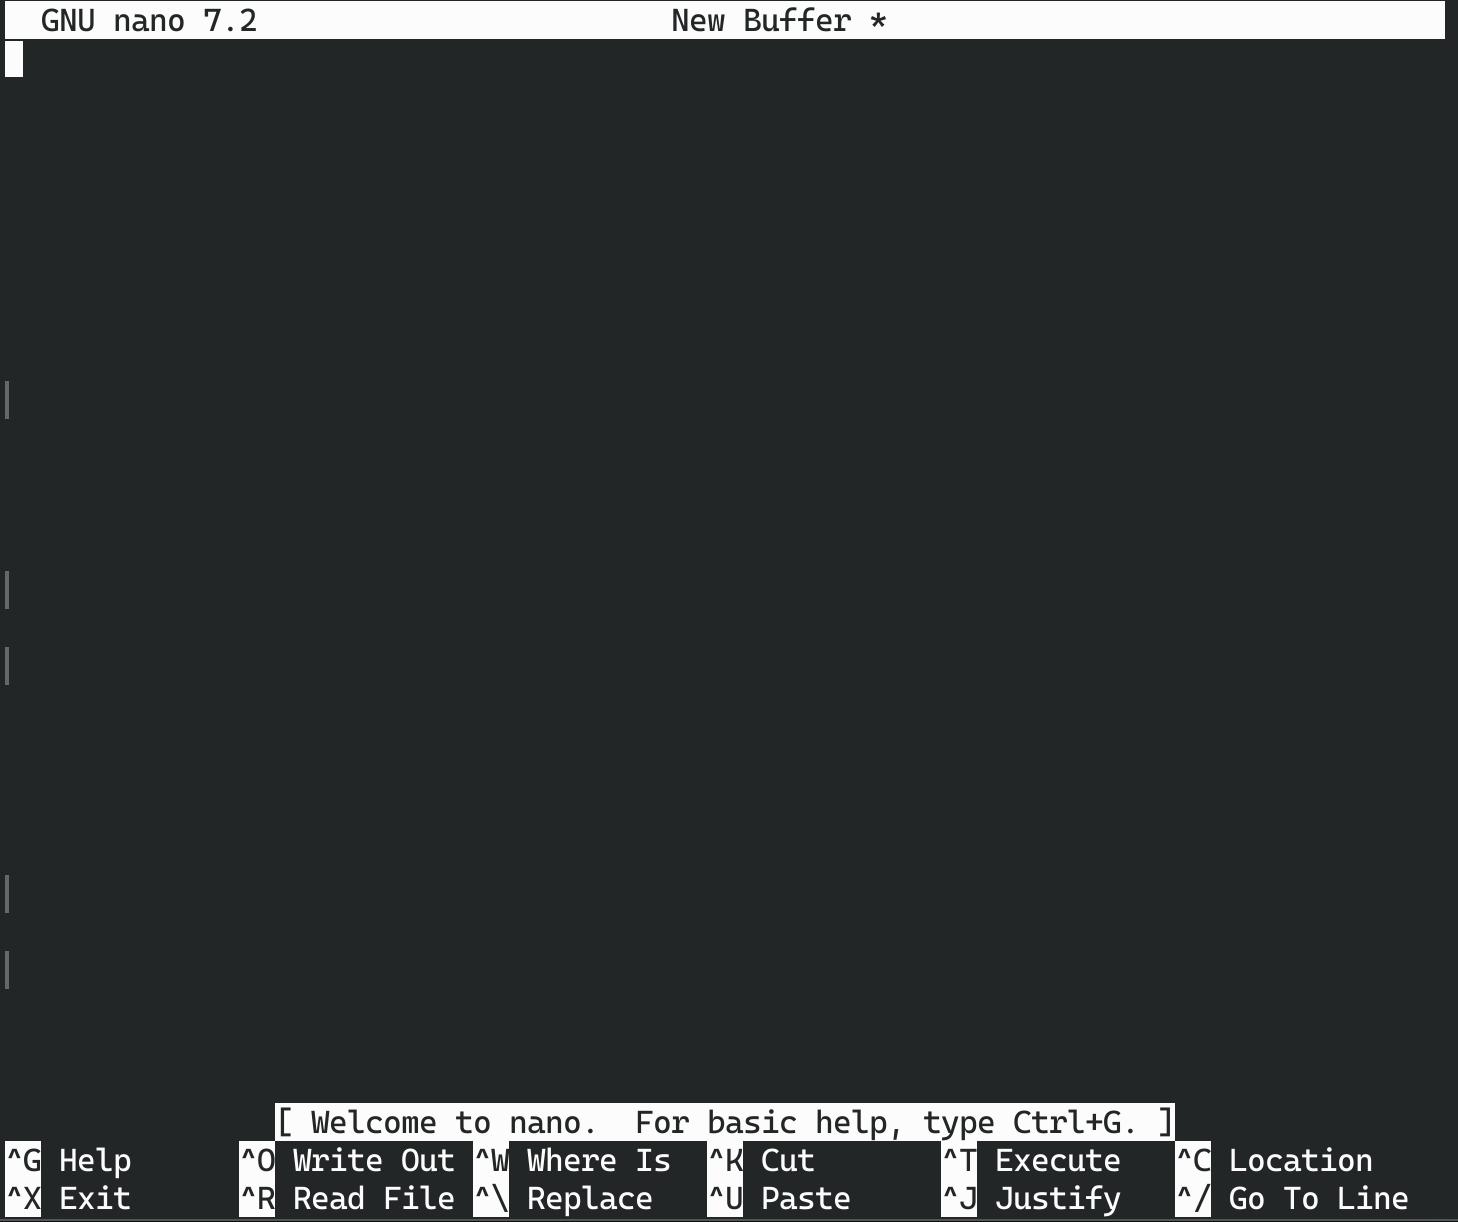 GNU nano 7.2 New Buffer *
[ Welcome to nano.  For basic help, type Ctrl+G. ]
^G Help ^O Write Out ^W Where Is ^K Cut ^T Execute ^C Location
^X Exit ^R Read File ^\ Replace ^U Paste ^J Justify ^/ Go To Line